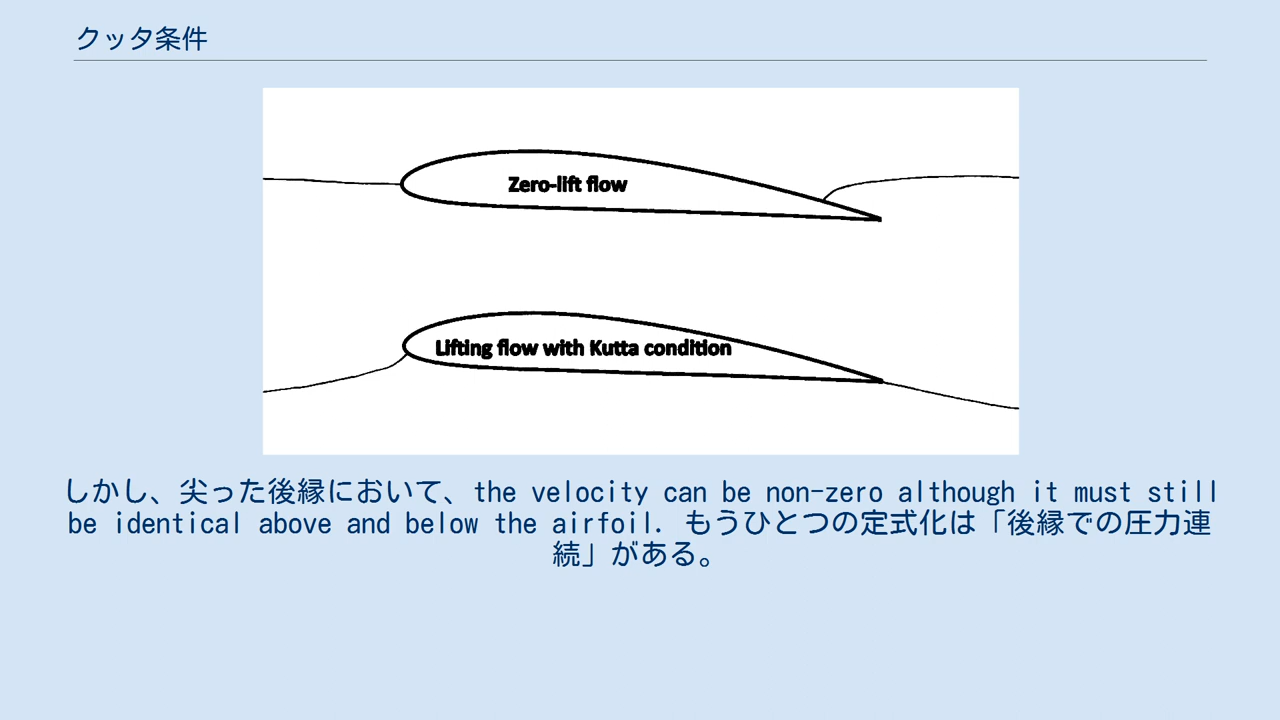 クッタ条件
Zero-lift flow
Lifting flow with Kutta condition
しかし、尖った後縁において、the velocity can be non-zero although it must still
be identical above and below the airfoil. もうひとつの定式化は「後縁での圧力連
続」がある。